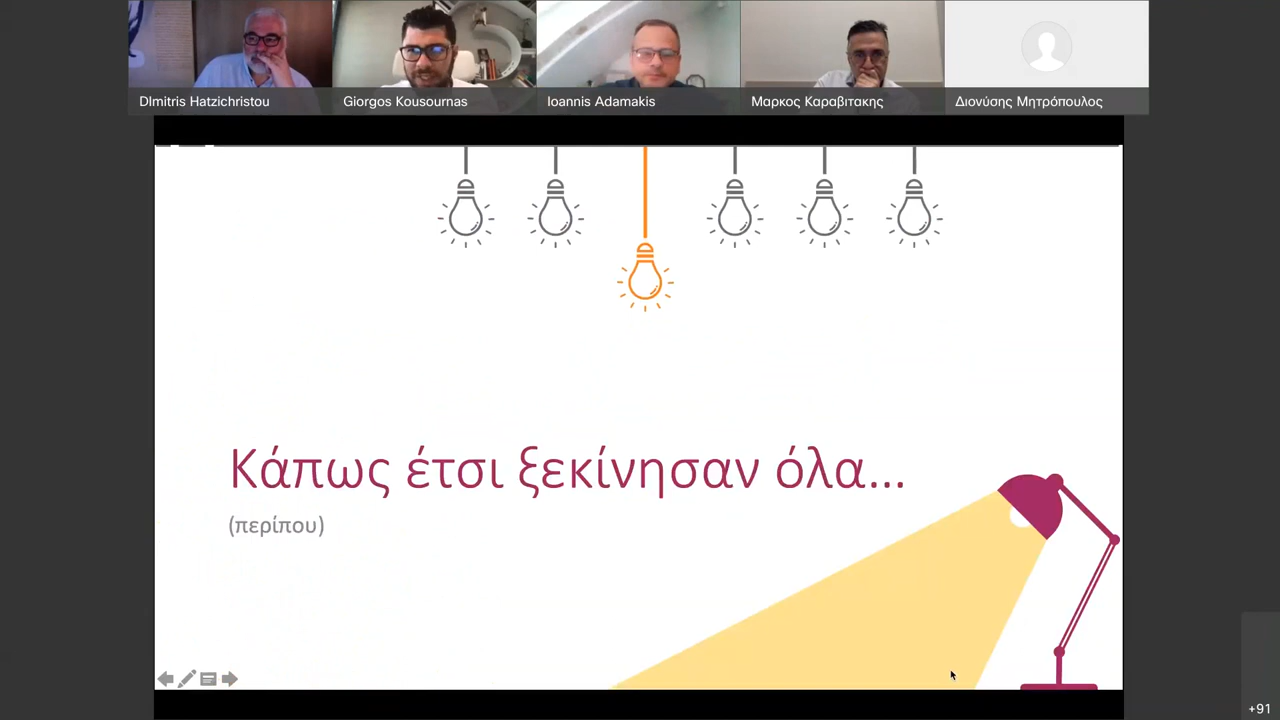 DImitris Hatzichristou
Giorgos Kousournas
Ioannis Adamakis
Μαρκος Καραβιτακης
Διονύσης Μητρόπουλος
Κάπως έτσι ξεκίνησαν όλα...
(περίπου)
+91